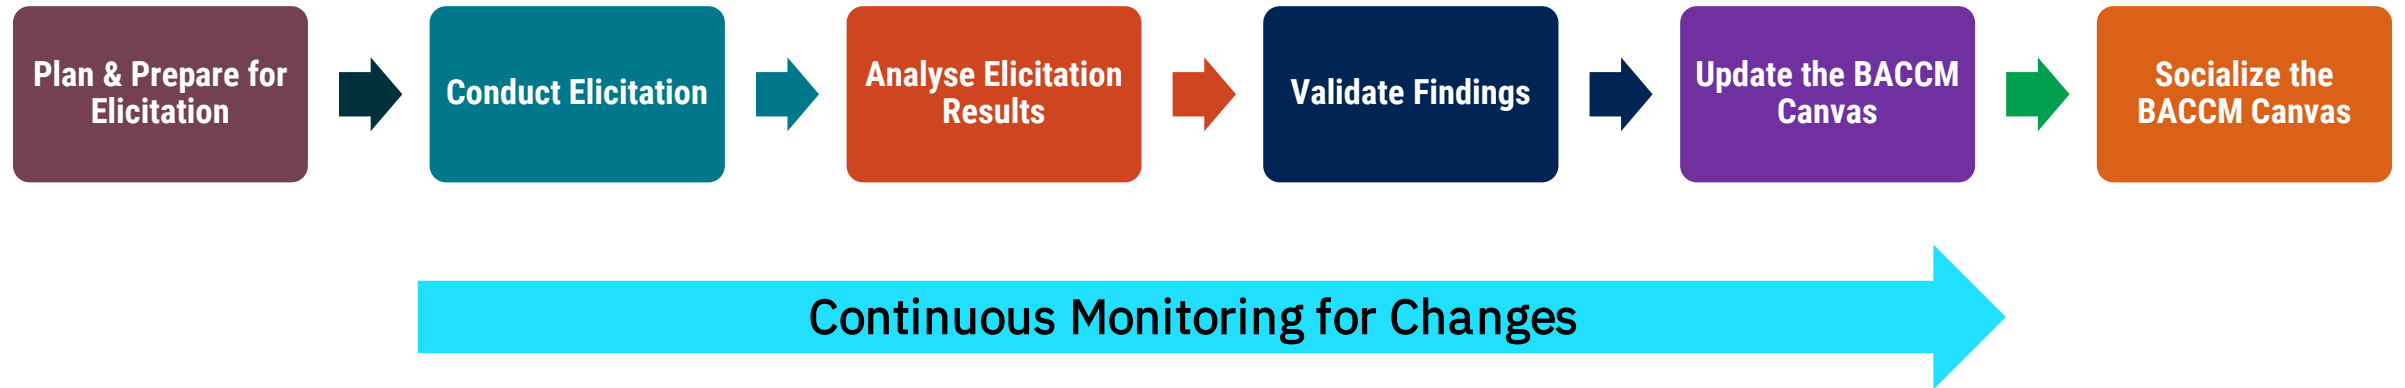 Plan & Prepare for
Elicitation
Conduct Elicitation
Analyse Elicitation
Results
Validate Findings
Update the BACCM
Canvas
Socialize the
BACCM Canvas
Continuous Monitoring for Changes